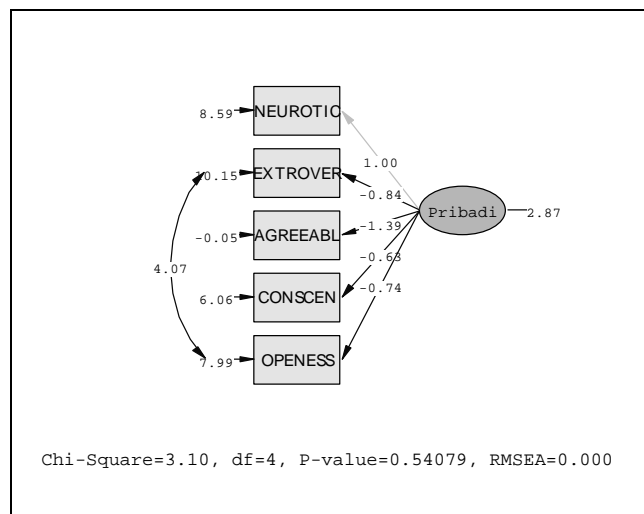 8.59 NEUROTIC
1.00
10.15 EXTROVER
-0.84
Pribadi 2.87
-0.05 AGREEABL
-1.39
4.07
-0.63
6.06 CONSCEN
-0.74
7.99 OPENESS
Chi-Square=3.10, df=4, P-value=0.54079, RMSEA=0.000